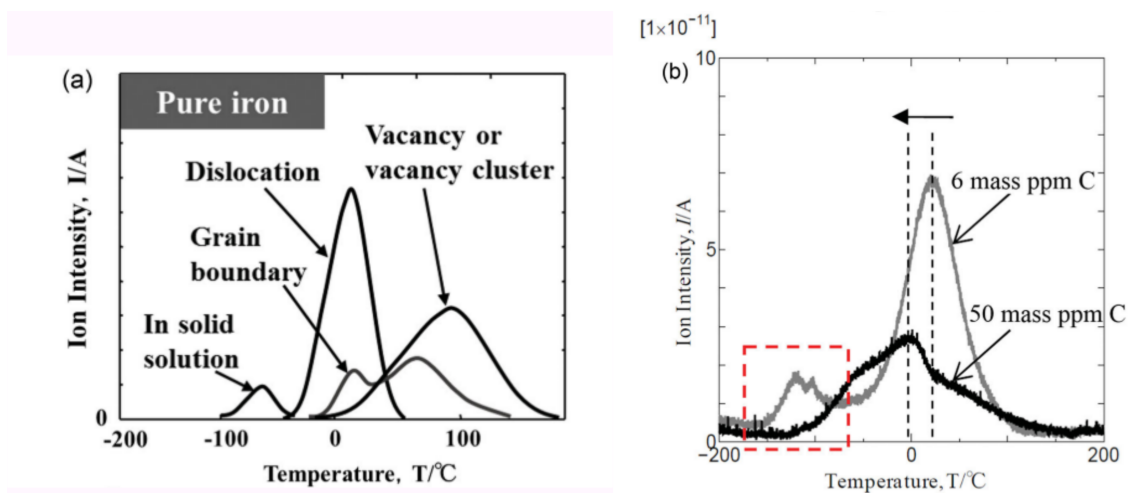 (a)
Pure iron
Vacancy or
vacancy cluster
Dislocation
Grain
boundary
In solid
solution
Ion Intensity, I/A
0
-200
-100
0
100
Temperature, T/℃
[1×10⁻¹¹]
(b)
10
5
0
6 mass ppm C
50 mass ppm C
Ion Intensity, I/A
−200
0
200
Temperature, T/℃